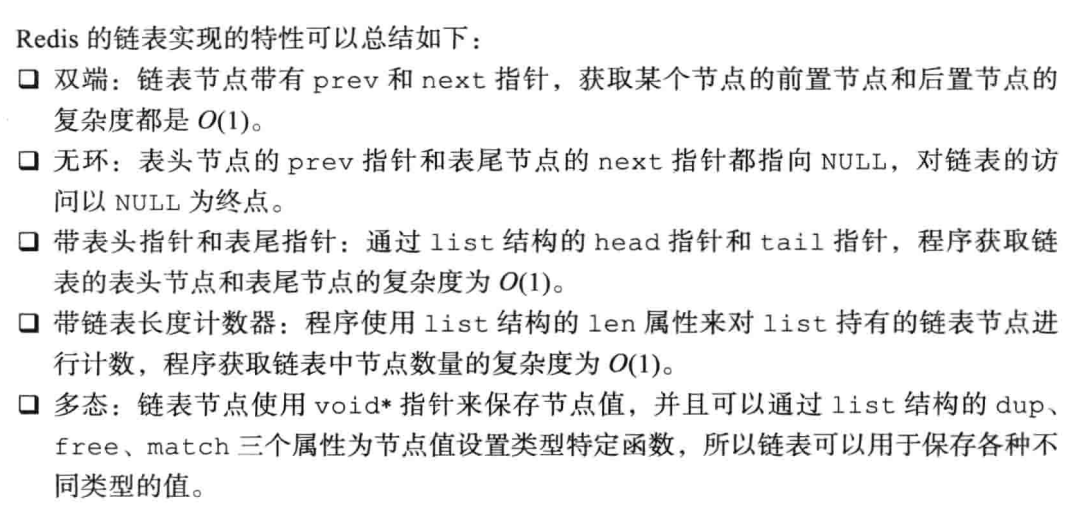 Redis 的链表实现的特性可以总结如下：
❏ 双端：链表节点带有 prev 和 next 指针，获取某个节点的前置节点和后置节点的
复杂度都是 O(1)。
❏ 无环：表头节点的 prev 指针和表尾节点的 next 指针都指向 NULL，对链表的访
问以 NULL 为终点。
❏ 带表头指针和表尾指针：通过 list 结构的 head 指针和 tail 指针，程序获取链
表的表头节点和表尾节点的复杂度为 O(1)。
❏ 带链表长度计数器：程序使用 list 结构的 len 属性来对 list 持有的链表节点进
行计数，程序获取链表中节点数量的复杂度为 O(1)。
❏ 多态：链表节点使用 void* 指针来保存节点值，并且可以通过 list 结构的 dup、
free、match 三个属性为节点值设置类型特定函数，所以链表可以用于保存各种不
同类型的值。